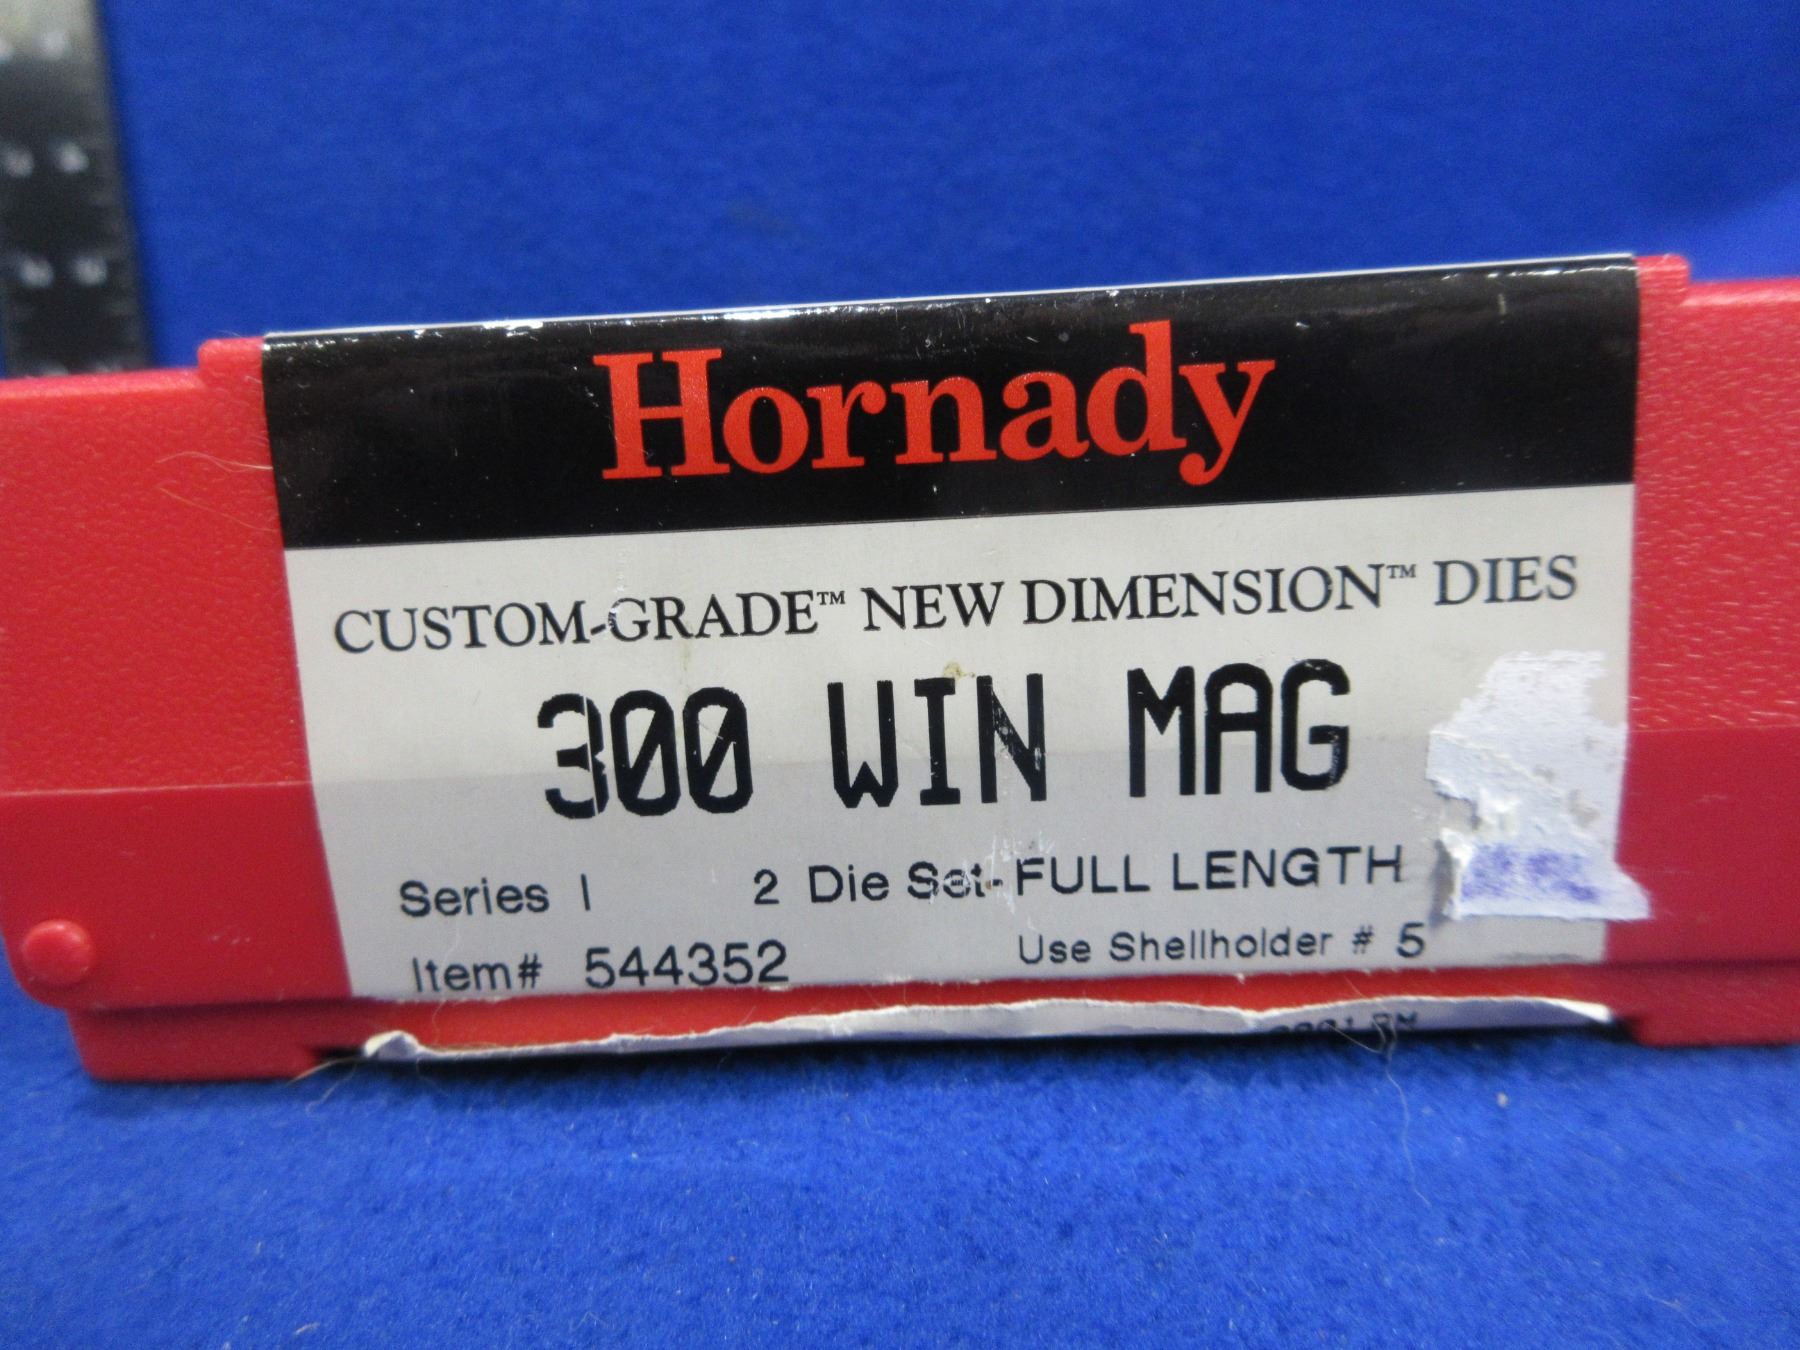 Hornady
CUSTOM-GRADE™ NEW DIMENSION™ DIES
300 WIN MAG
Series I 2 Die Set-FULL LENGTH
Item# 544352 Use Shellholder # 5